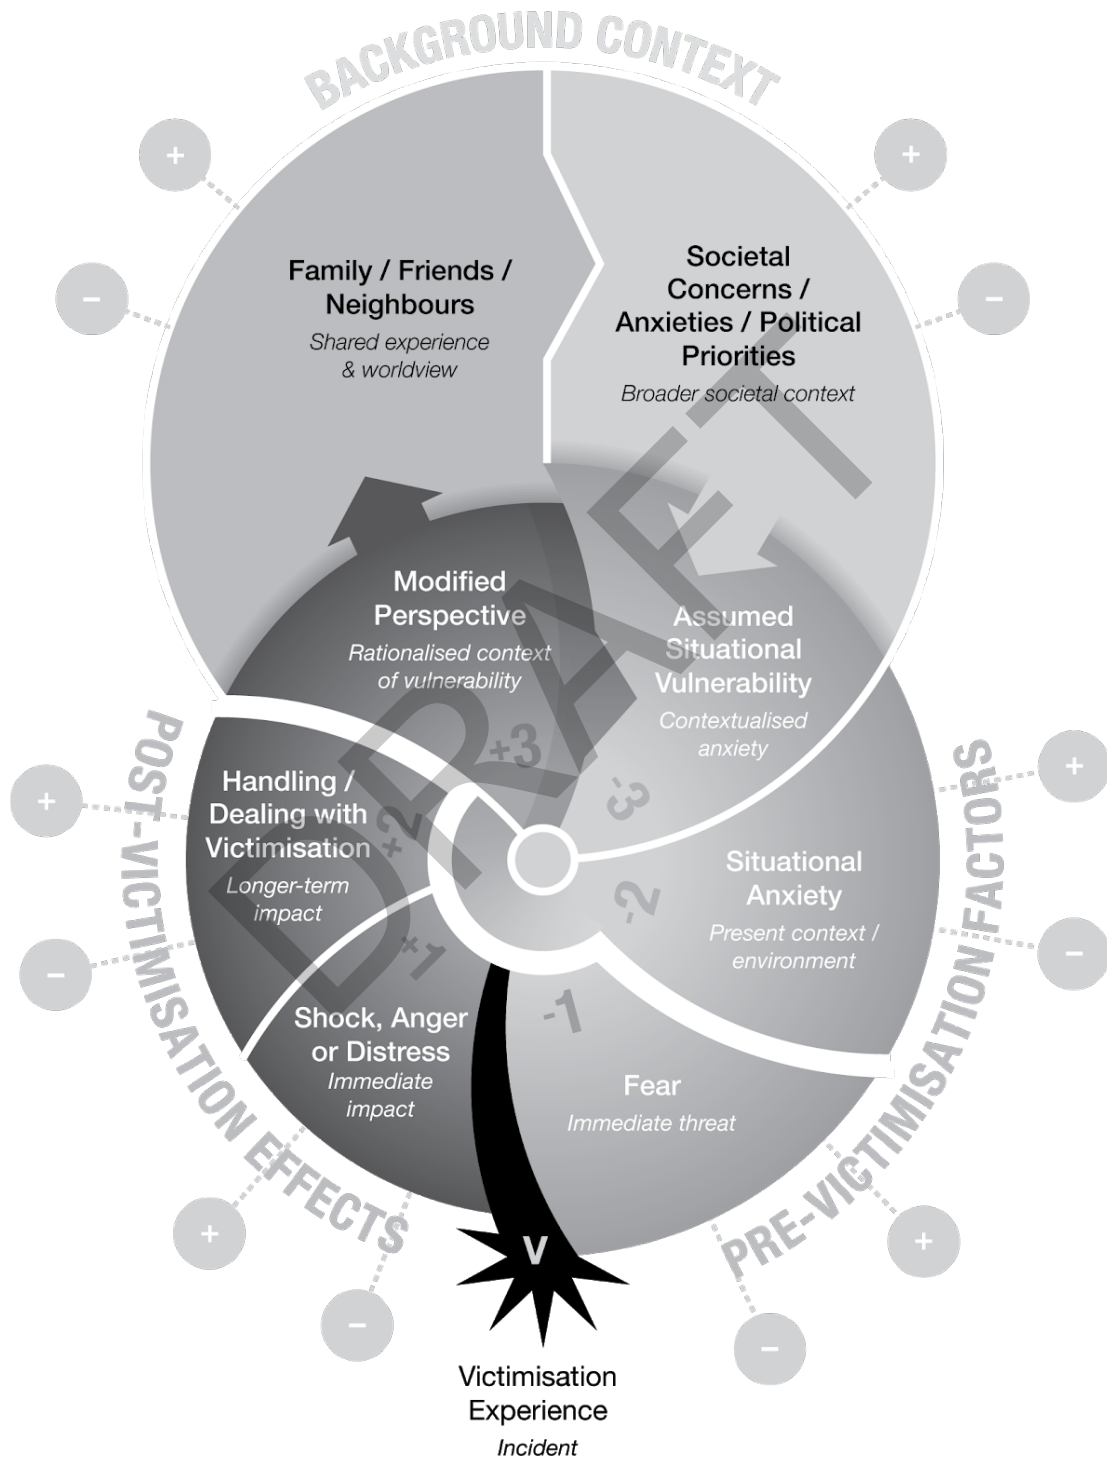 BACKGROUND CONTEXT
+
+
−
−
Family / Friends /
Neighbours
Shared experience
& worldview
Societal
Concerns /
Anxieties / Political
Priorities
Broader societal context
Modified
Perspective
Rationalised context
of vulnerability
+3
Assumed
Situational
Vulnerability
Contextualised
anxiety
-3
DRAFT
POST-VICTIMISATION EFFECTS
PRE-VICTIMISATION FACTORS
+
−
+
−
Handling /
Dealing with
Victimisation
Longer-term
impact
+2
Situational
Anxiety
Present context /
environment
-2
Shock, Anger
or Distress
Immediate
impact
+1
Fear
Immediate threat
-1
+
−
+
−
V
Victimisation
Experience
Incident